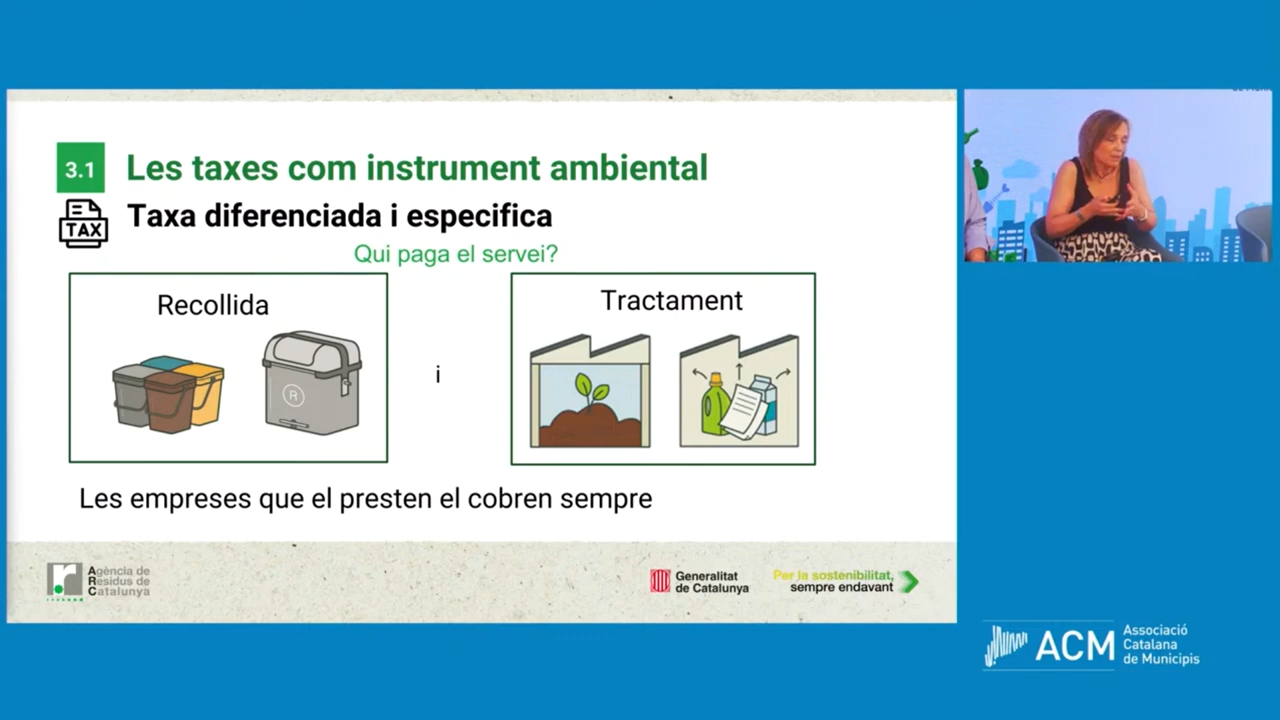 3.1
Les taxes com instrument ambiental
TAX
Taxa diferenciada i especifica
Qui paga el servei?
Recollida
R
i
Tractament
Les empreses que el presten el cobren sempre
Agència de
Residus de
Catalunya
Generalitat
de Catalunya
Per la sostenibilitat,
sempre endavant
ACM
Associació
Catalana
de Municipis